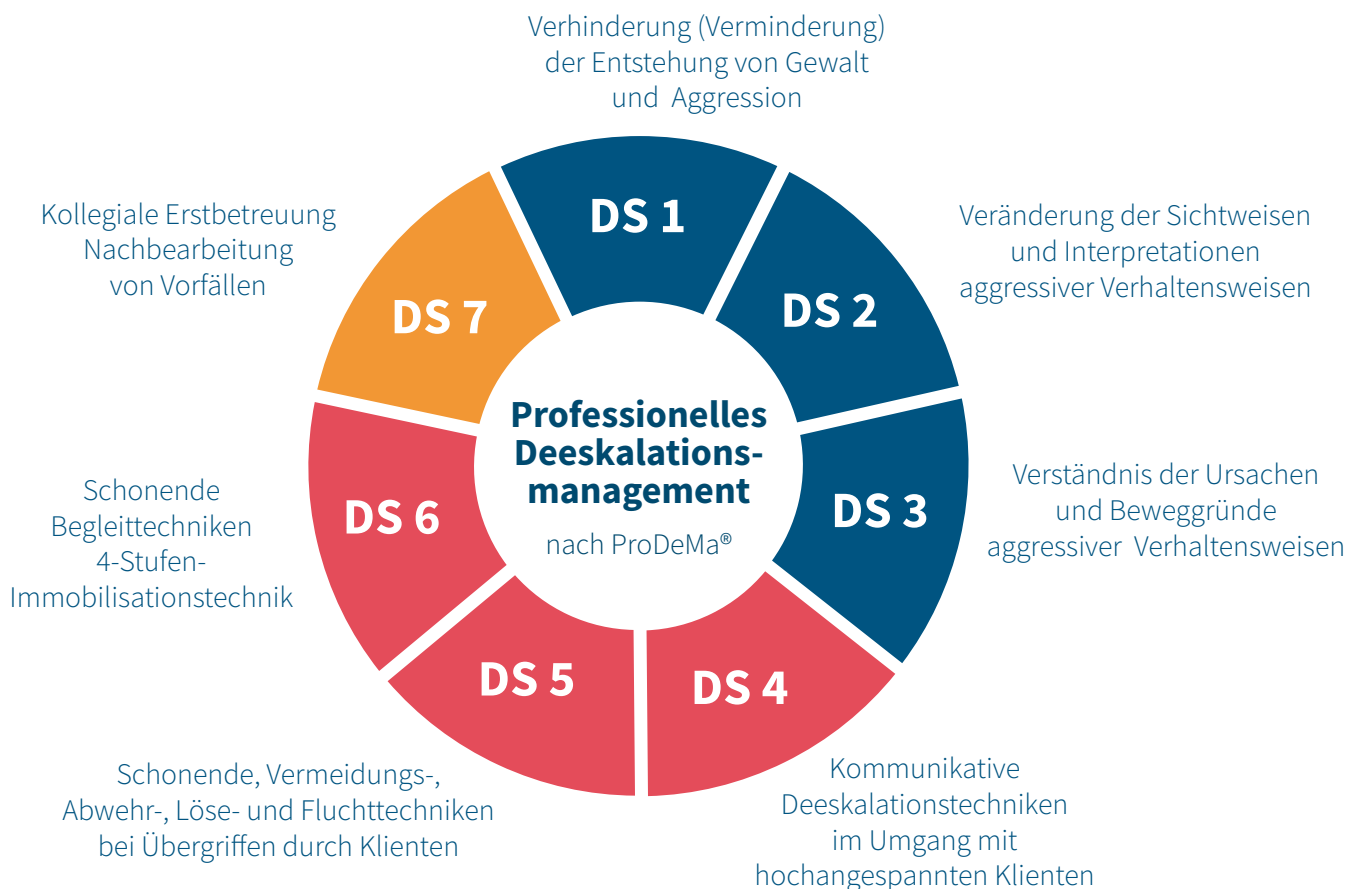 Verhinderung (Verminderung)
der Entstehung von Gewalt
und Aggression
DS 1
Veränderung der Sichtweisen
und Interpretationen
aggressiver Verhaltensweisen
DS 2
Verständnis der Ursachen
und Beweggründe
aggressiver Verhaltensweisen
DS 3
Kommunikative
Deeskalationstechniken
im Umgang mit
hochangespannten Klienten
DS 4
Schonende, Vermeidungs-,
Abwehr-, Löse- und Fluchttechniken
bei Übergriffen durch Klienten
DS 5
Schonende
Begleittechniken
4-Stufen-
Immobilisationstechnik
DS 6
Kollegiale Erstbetreuung
Nachbearbeitung
von Vorfällen
DS 7
Professionelles
Deeskalations-
management
nach ProDeMa®